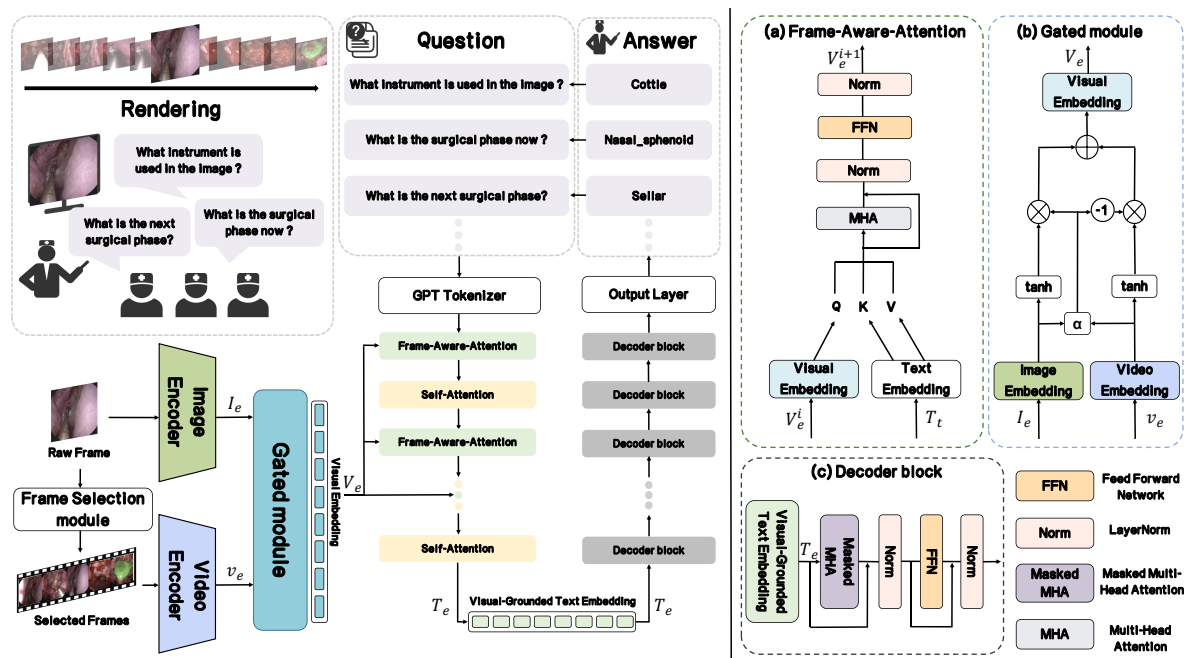 Rendering
What instrument is
used in the image ?
What is the next
surgical phase?
What is the surgical
phase now ?
Question
Answer
What instrument is used in the image ?
Cottle
What is the surgical phase now ?
Nasal_sphenoid
What is the next surgical phase?
Sellar
GPT Tokenizer
Output Layer
Frame-Aware-Attention
Self-Attention
Frame-Aware-Attention
Self-Attention
Decoder block
Decoder block
Decoder block
Decoder block
Raw Frame
Frame Selection
module
Selected Frames
Image
Encoder
Video
Encoder
I_e
v_e
Gated module
Visual Embedding
V_e
T_e
Visual-Grounded Text Embedding
T_e
(a) Frame-Aware-Attention
V_e^{i+1}
Norm
FFN
Norm
MHA
Q
K
V
Visual
Embedding
Text
Embedding
V_e^i
T_t
(b) Gated module
V_e
Visual
Embedding
-1
tanh
tanh
α
Image
Embedding
Video
Embedding
I_e
v_e
(c) Decoder block
Visual-Grounded
Text Embedding
T_e
Masked
MHA
Norm
FFN
Norm
FFN
Feed Forward
Network
Norm
LayerNorm
Masked
MHA
Masked Multi-
Head Attention
MHA
Multi-Head
Attention